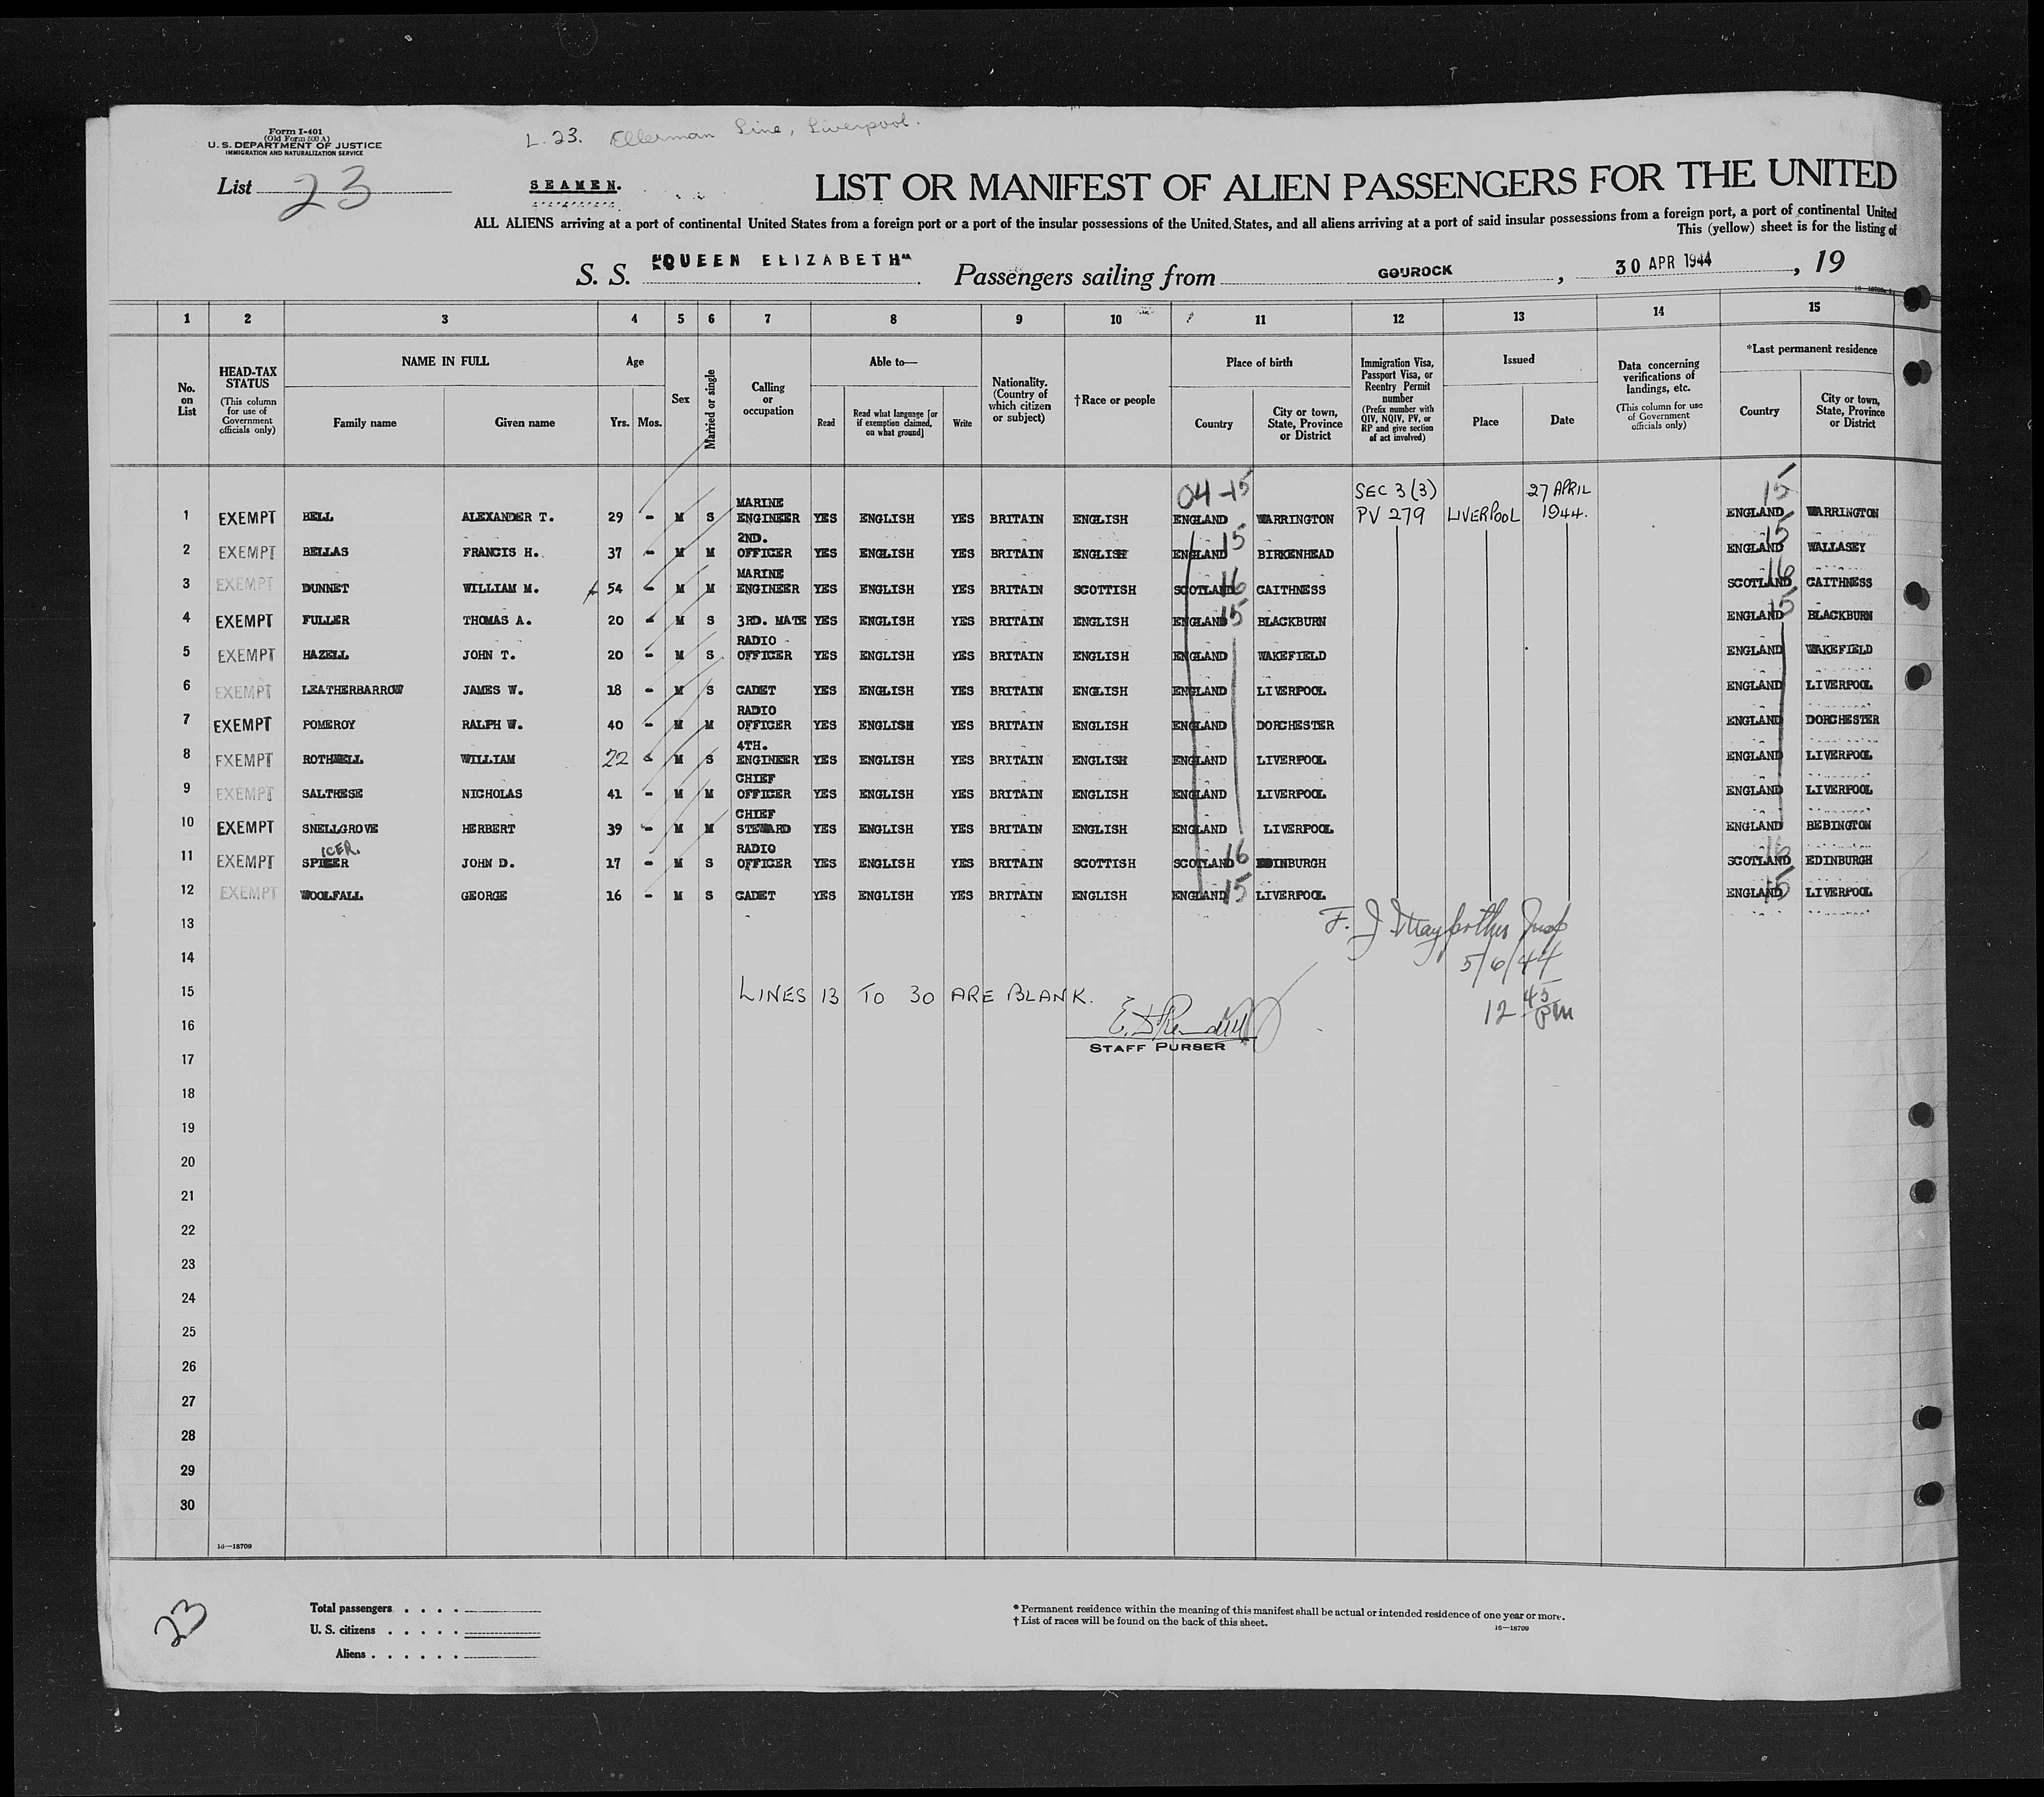 Form I-401
(Old Form 500 A)
U. S. DEPARTMENT OF JUSTICE
IMMIGRATION AND NATURALIZATION SERVICE
L. 23. Ellerman Line, Liverpool.
List 23
SEAMEN.
LIST OR MANIFEST OF ALIEN PASSENGERS FOR THE UNITED
ALL ALIENS arriving at a port of continental United States from a foreign port or a port of the insular possessions of the United States, and all aliens arriving at a port of said insular possessions from a foreign port, a port of continental United
This (yellow) sheet is for the listing of
S. S. "QUEEN ELIZABETH" Passengers sailing from GOUROCK, 30 APR 1944, 19
1 2 3 4 5 6 7 8 9 10 11 12 13 14 15
No. on List
HEAD-TAX STATUS (This column for use of Government officials only)
NAME IN FULL
Family name Given name
Age
Yrs. Mos.
Sex
Married or single
Calling or occupation
Able to—
Read
Read what language [or if exemption claimed, on what ground]
Write
Nationality. (Country of which citizen or subject)
†Race or people
Place of birth
Country
City or town, State, Province or District
Immigration Visa, Passport Visa, or Reentry Permit number (Prefix number with QIV, NQIV, PV, or RP and give section of act involved)
Issued
Place Date
Data concerning verifications of landings, etc. (This column for use of Government officials only)
*Last permanent residence
Country
City or town, State, Province or District
04-15 SEC 3(3) 27 APRIL 15
1 EXEMPT BELL ALEXANDER T. 29 - M S MARINE ENGINEER YES ENGLISH YES BRITAIN ENGLISH ENGLAND WARRINGTON PV 279 LIVERPOOL 1944. ENGLAND WARRINGTON
2 EXEMPT BELLAS FRANCIS H. 37 - M M 2ND. OFFICER YES ENGLISH YES BRITAIN ENGLISH ENGLAND 15 BIRKENHEAD ENGLAND 15 WALLASEY
3 EXEMPT DUNNET WILLIAM M. 54 - M M MARINE ENGINEER YES ENGLISH YES BRITAIN SCOTTISH SCOTLAND 16 CAITHNESS SCOTLAND 16 CAITHNESS
4 EXEMPT FULLER THOMAS A. 20 - M S 3RD. MATE YES ENGLISH YES BRITAIN ENGLISH ENGLAND 15 BLACKBURN ENGLAND 15 BLACKBURN
5 EXEMPT HAZELL JOHN T. 20 - M S RADIO OFFICER YES ENGLISH YES BRITAIN ENGLISH ENGLAND WAKEFIELD ENGLAND WAKEFIELD
6 EXEMPT LEATHERBARROW JAMES W. 18 - M S CADET YES ENGLISH YES BRITAIN ENGLISH ENGLAND LIVERPOOL ENGLAND LIVERPOOL
7 EXEMPT POMEROY RALPH W. 40 - M M RADIO OFFICER YES ENGLISH YES BRITAIN ENGLISH ENGLAND DORCHESTER ENGLAND DORCHESTER
8 EXEMPT ROTHWELL WILLIAM 22 - M S 4TH. ENGINEER YES ENGLISH YES BRITAIN ENGLISH ENGLAND LIVERPOOL ENGLAND LIVERPOOL
9 EXEMPT SALTRESE NICHOLAS 41 - M M CHIEF OFFICER YES ENGLISH YES BRITAIN ENGLISH ENGLAND LIVERPOOL ENGLAND LIVERPOOL
10 EXEMPT SNELLGROVE HERBERT 39 - M M CHIEF STEWARD YES ENGLISH YES BRITAIN ENGLISH ENGLAND LIVERPOOL ENGLAND BEBINGTON
ICER.
11 EXEMPT SPICER JOHN D. 17 - M S RADIO OFFICER YES ENGLISH YES BRITAIN SCOTTISH SCOTLAND 16 EDINBURGH SCOTLAND 16 EDINBURGH
12 EXEMPT WOOLFALL GEORGE 16 - M S CADET YES ENGLISH YES BRITAIN ENGLISH ENGLAND 15 LIVERPOOL ENGLAND 15 LIVERPOOL
13
F. J.
14
5/6/44
15 LINES 13 TO 30 ARE BLANK.
12 45 PM
16
STAFF PURSER
17
18
19
20
21
22
23
24
25
26
27
28
29
30
16—18709
23
Total passengers
U. S. citizens
Aliens
* Permanent residence within the meaning of this manifest shall be actual or intended residence of one year or more.
† List of races will be found on the back of this sheet.
16—18709